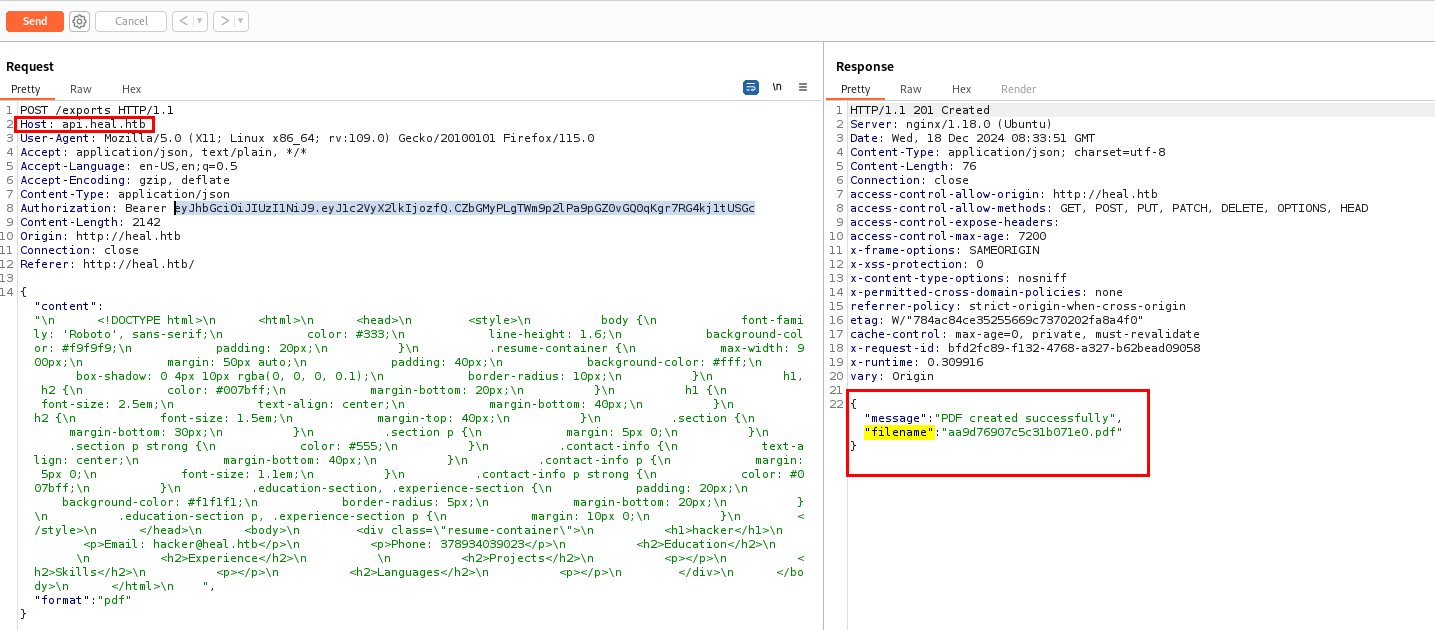 Send
Cancel
Request
Response
Pretty Raw Hex
\n
Pretty Raw Hex Render
1 POST /exports HTTP/1.1
2 Host: api.heal.htb
3 User-Agent: Mozilla/5.0 (X11; Linux x86_64; rv:109.0) Gecko/20100101 Firefox/115.0
4 Accept: application/json, text/plain, */*
5 Accept-Language: en-US,en;q=0.5
6 Accept-Encoding: gzip, deflate
7 Content-Type: application/json
8 Authorization: Bearer eyJhbGciOiJIUzI1NiJ9.eyJ1c2VyX2lkIjozfQ.CZbGMyPLgTWm9p2lPa9pGZ0vGQ0qKgr7RG4kj1tUSGc
9 Content-Length: 2142
10 Origin: http://heal.htb
11 Connection: close
12 Referer: http://heal.htb/
13
14 {
"content":
"\n <!DOCTYPE html>\n <html>\n <head>\n <style>\n body {\n font-fami
ly: 'Roboto', sans-serif;\n color: #333;\n line-height: 1.6;\n background-col
or: #f9f9f9;\n padding: 20px;\n }\n .resume-container {\n max-width: 9
00px;\n margin: 50px auto;\n padding: 40px;\n background-color: #fff;\n
box-shadow: 0 4px 10px rgba(0, 0, 0, 0.1);\n border-radius: 10px;\n }\n h1,
h2 {\n color: #007bff;\n margin-bottom: 20px;\n }\n h1 {\n
font-size: 2.5em;\n text-align: center;\n margin-bottom: 40px;\n }\n
h2 {\n font-size: 1.5em;\n margin-top: 40px;\n }\n .section {\n
margin-bottom: 30px;\n }\n .section p {\n margin: 5px 0;\n }\n
.section p strong {\n color: #555;\n }\n .contact-info {\n text-a
lign: center;\n margin-bottom: 40px;\n }\n .contact-info p {\n margin:
5px 0;\n font-size: 1.1em;\n }\n .contact-info p strong {\n color: #0
07bff;\n }\n .education-section, .experience-section {\n padding: 20px;\n
background-color: #f1f1f1;\n border-radius: 5px;\n margin-bottom: 20px;\n }
\n .education-section p, .experience-section p {\n margin: 10px 0;\n }\n <
/style>\n </head>\n <body>\n <div class=\"resume-container\">\n <h1>hacker</h1>\n
<p>Email: hacker@heal.htb</p>\n <p>Phone: 378934039023</p>\n <h2>Education</h2>\n
\n <h2>Experience</h2>\n \n <h2>Projects</h2>\n <p></p>\n <
h2>Skills</h2>\n <p></p>\n <h2>Languages</h2>\n <p></p>\n </div>\n </bo
dy>\n </html>\n ",
"format":"pdf"
}
1 HTTP/1.1 201 Created
2 Server: nginx/1.18.0 (Ubuntu)
3 Date: Wed, 18 Dec 2024 08:33:51 GMT
4 Content-Type: application/json; charset=utf-8
5 Content-Length: 76
6 Connection: close
7 access-control-allow-origin: http://heal.htb
8 access-control-allow-methods: GET, POST, PUT, PATCH, DELETE, OPTIONS, HEAD
9 access-control-expose-headers:
10 access-control-max-age: 7200
11 x-frame-options: SAMEORIGIN
12 x-xss-protection: 0
13 x-content-type-options: nosniff
14 x-permitted-cross-domain-policies: none
15 referrer-policy: strict-origin-when-cross-origin
16 etag: W/"784ac84ce35255669c7370202fa8a4f0"
17 cache-control: max-age=0, private, must-revalidate
18 x-request-id: bfd2fc89-f132-4768-a327-b62bead09058
19 x-runtime: 0.309916
20 vary: Origin
21
22 {
"message":"PDF created successfully",
"filename":"aa9d76907c5c31b071e0.pdf"
}